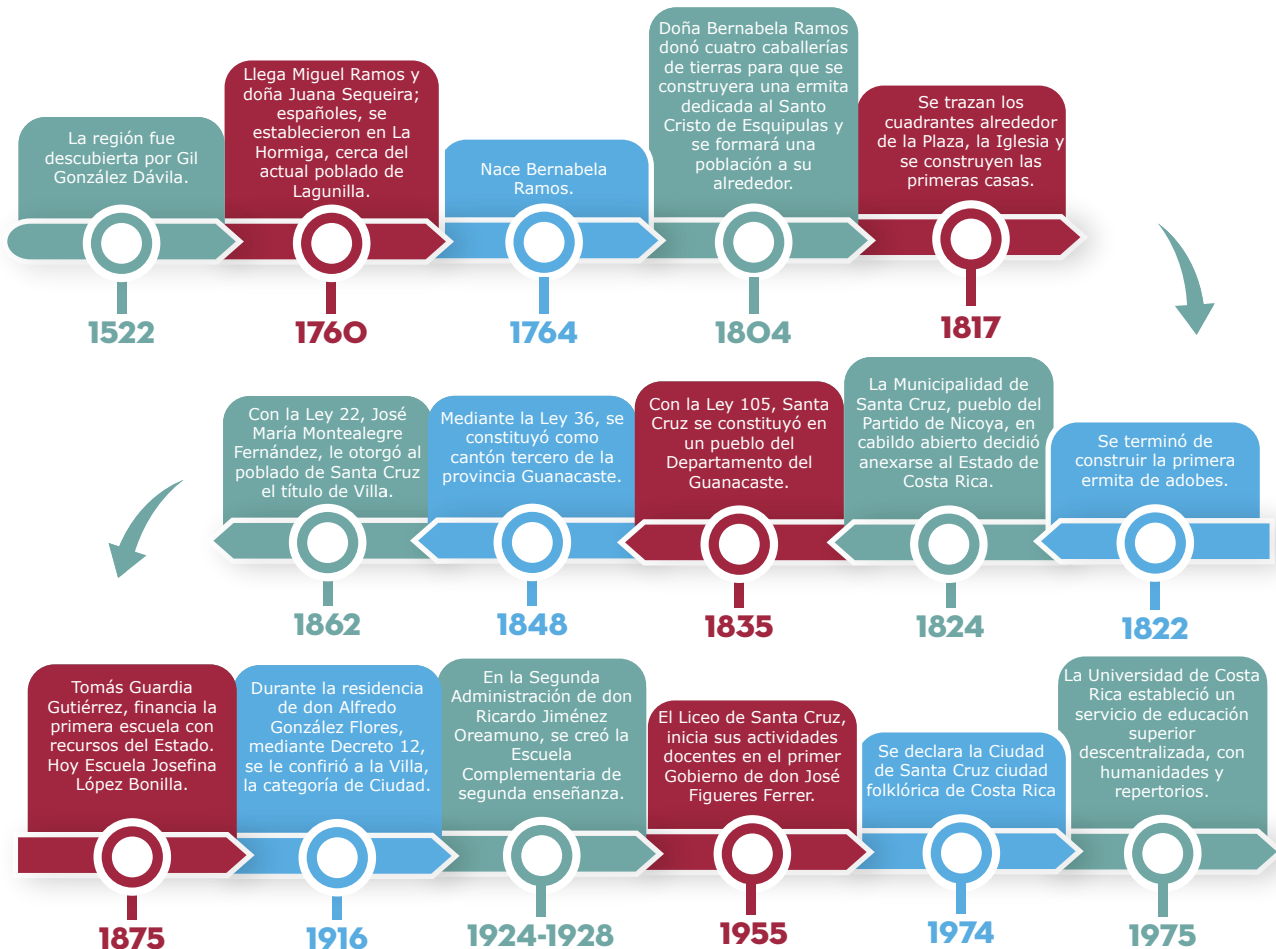 La región fue
descubierta por Gil
González Dávila.
1522
Llega Miguel Ramos y
doña Juana Sequeira;
españoles, se
establecieron en La
Hormiga, cerca del
actual poblado de
Lagunilla.
1760
Nace Bernabela
Ramos.
1764
Doña Bernabela Ramos
donó cuatro caballerías
de tierras para que se
construyera una ermita
dedicada al Santo
Cristo de Esquipulas y
se formará una
población a su
alrededor.
1804
Se trazan los
cuadrantes alrededor
de la Plaza, la Iglesia y
se construyen las
primeras casas.
1817
Se terminó de
construir la primera
ermita de adobes.
1822
La Municipalidad de
Santa Cruz, pueblo del
Partido de Nicoya, en
cabildo abierto decidió
anexarse al Estado de
Costa Rica.
1824
Con la Ley 105, Santa
Cruz se constituyó en
un pueblo del
Departamento del
Guanacaste.
1835
Mediante la Ley 36, se
constituyó como
cantón tercero de la
provincia Guanacaste.
1848
Con la Ley 22, José
María Montealegre
Fernández, le otorgó al
poblado de Santa Cruz
el título de Villa.
1862
Tomás Guardia
Gutiérrez, financia la
primera escuela con
recursos del Estado.
Hoy Escuela Josefina
López Bonilla.
1875
Durante la residencia
de don Alfredo
González Flores,
mediante Decreto 12,
se le confirió a la Villa,
la categoría de Ciudad.
1916
En la Segunda
Administración de don
Ricardo Jiménez
Oreamuno, se creó la
Escuela
Complementaria de
segunda enseñanza.
1924-1928
El Liceo de Santa Cruz,
inicia sus actividades
docentes en el primer
Gobierno de don José
Figueres Ferrer.
1955
Se declara la Ciudad
de Santa Cruz ciudad
folklórica de Costa Rica
1974
La Universidad de Costa
Rica estableció un
servicio de educación
superior
descentralizada, con
humanidades y
repertorios.
1975